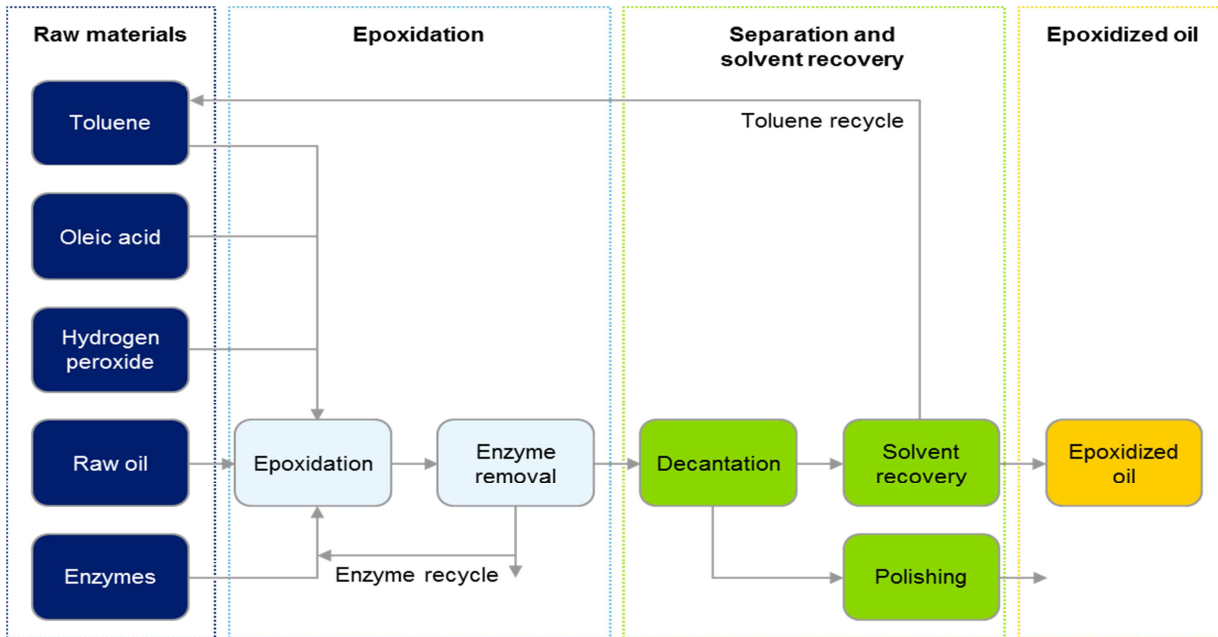 Raw materials
Epoxidation
Separation and
solvent recovery
Epoxidized oil
Toluene
Toluene recycle
Oleic acid
Hydrogen
peroxide
Raw oil
Epoxidation
Enzyme
removal
Decantation
Solvent
recovery
Epoxidized
oil
Enzymes
Enzyme recycle
Polishing